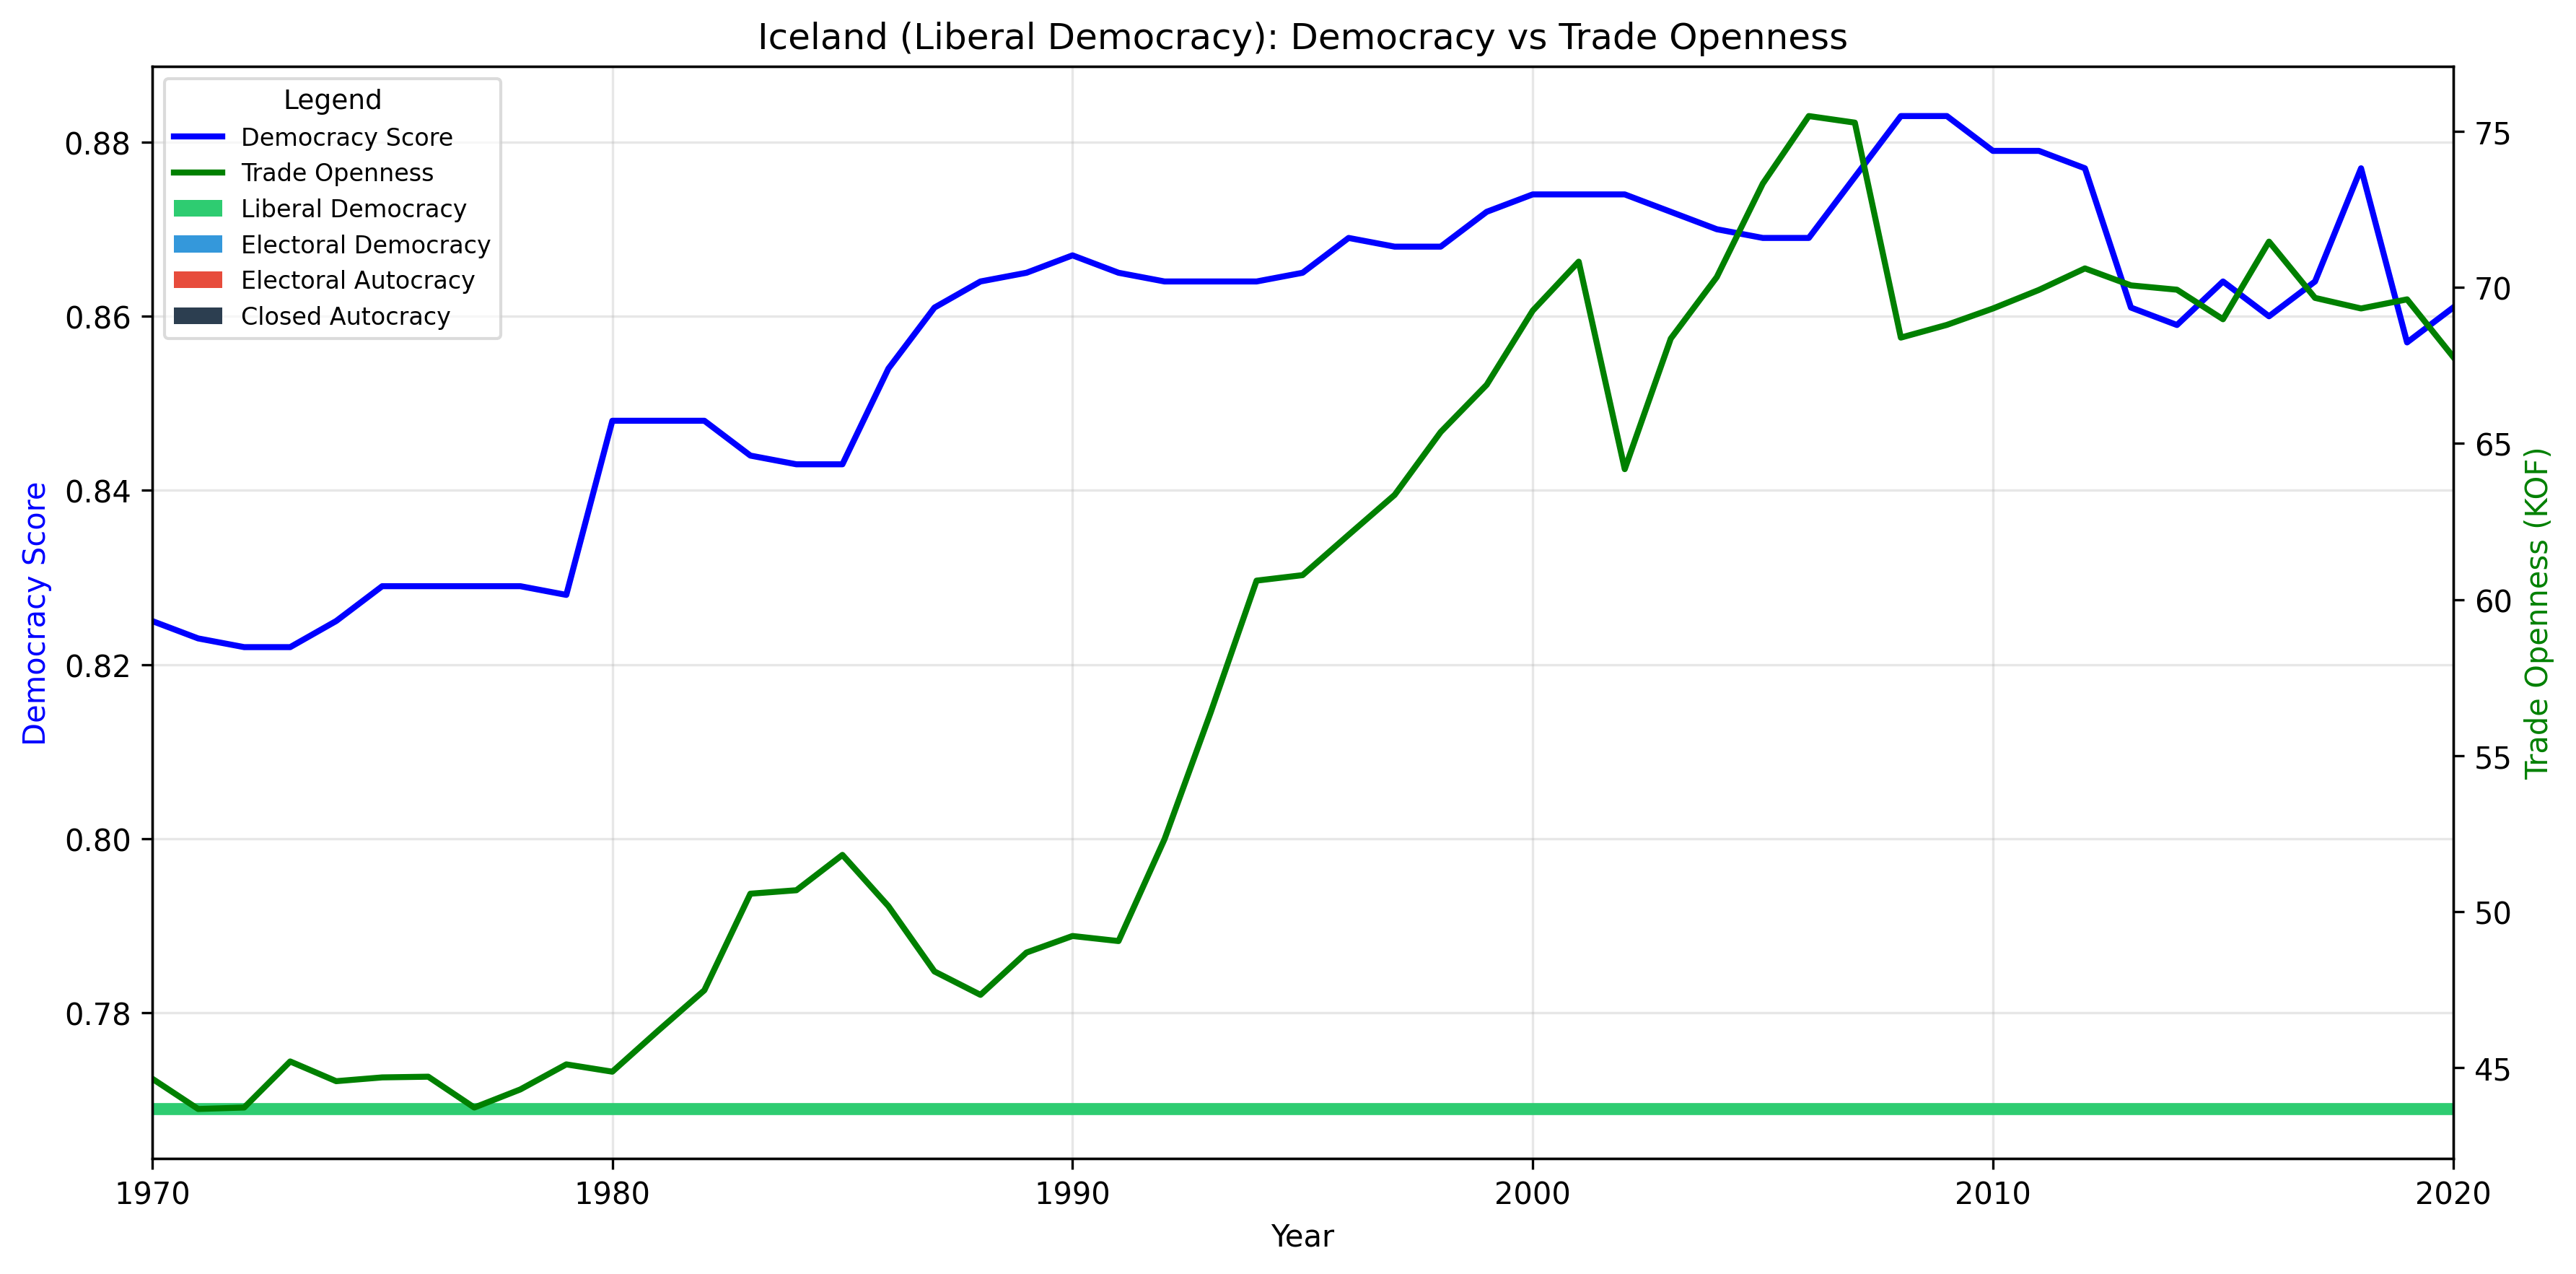 Iceland (Liberal Democracy): Democracy vs Trade Openness
Legend
Democracy Score
Trade Openness
Liberal Democracy
Electoral Democracy
Electoral Autocracy
Closed Autocracy
Democracy Score
0.88
0.86
0.84
0.82
0.80
0.78
75
70
65
60
55
50
45
Trade Openness (KOF)
1970 1980 1990 2000 2010 2020
Year